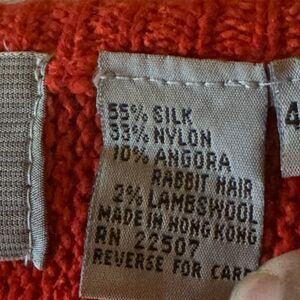 55% SILK
33% NYLON
10% ANGORA
RABBIT HAIR
2% LAMBSWOOL
MADE IN HONG KONG
RN 22507
REVERSE FOR CARE
4